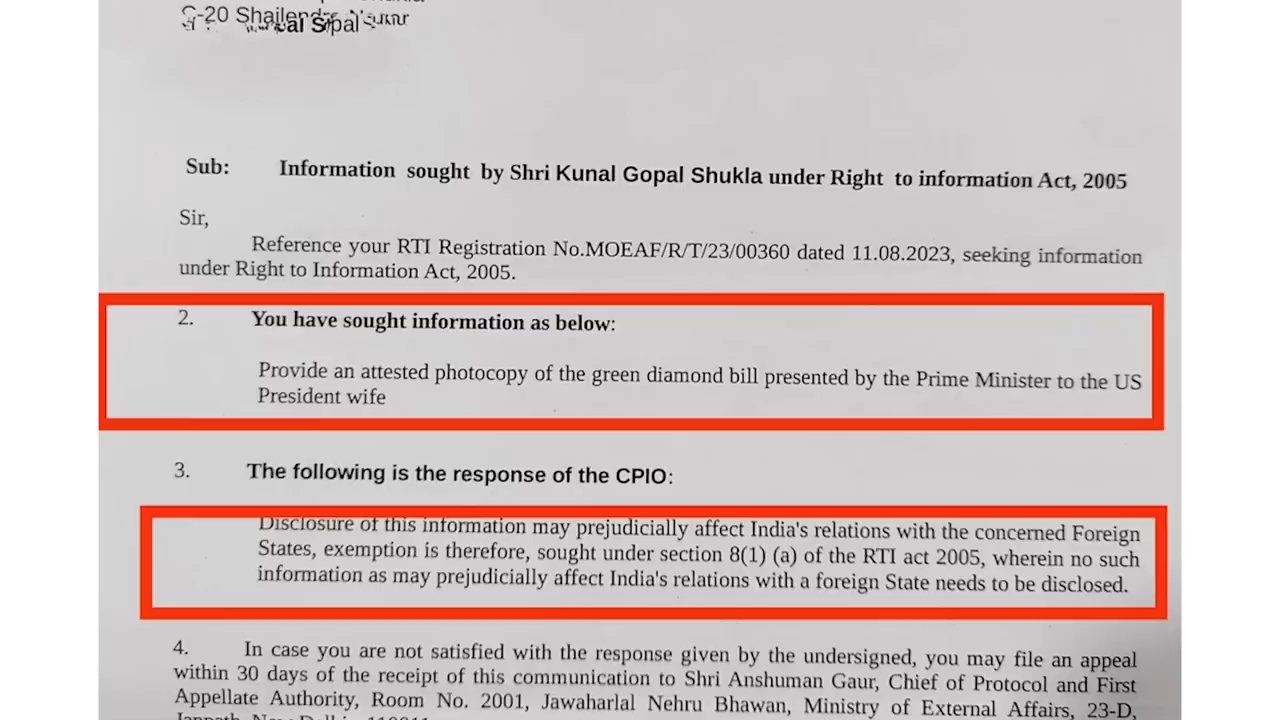 Sub: Information sought by Shri Kunal Gopal Shukla under Right to information Act, 2005
Sir,
Reference your RTI Registration No.MOEAF/R/T/23/00360 dated 11.08.2023, seeking information
under Right to Information Act, 2005.
2. You have sought information as below:
Provide an attested photocopy of the green diamond bill presented by the Prime Minister to the US
President wife
3. The following is the response of the CPIO:
Disclosure of this information may prejudicially affect India's relations with the concerned Foreign
States, exemption is therefore, sought under section 8(1) (a) of the RTI act 2005, wherein no such
information as may prejudicially affect India's relations with a foreign State needs to be disclosed.
4. In case you are not satisfied with the response given by the undersigned, you may file an appeal
within 30 days of the receipt of this communication to Shri Anshuman Gaur, Chief of Protocol and First
Appellate Authority, Room No. 2001, Jawaharlal Nehru Bhawan, Ministry of External Affairs, 23-D,